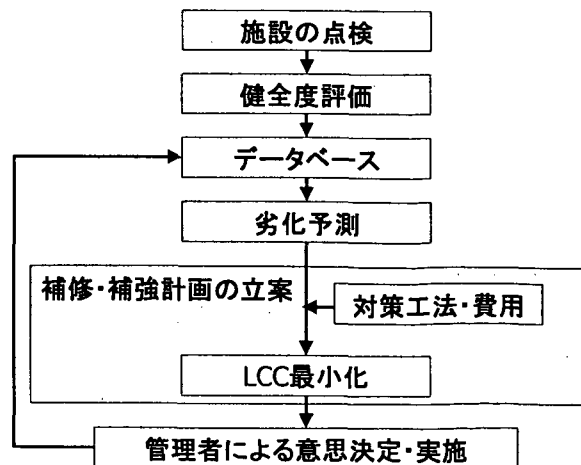 施設の点検
健全度評価
データベース
劣化予測
補修・補強計画の立案
対策工法・費用
LCC最小化
管理者による意思決定・実施